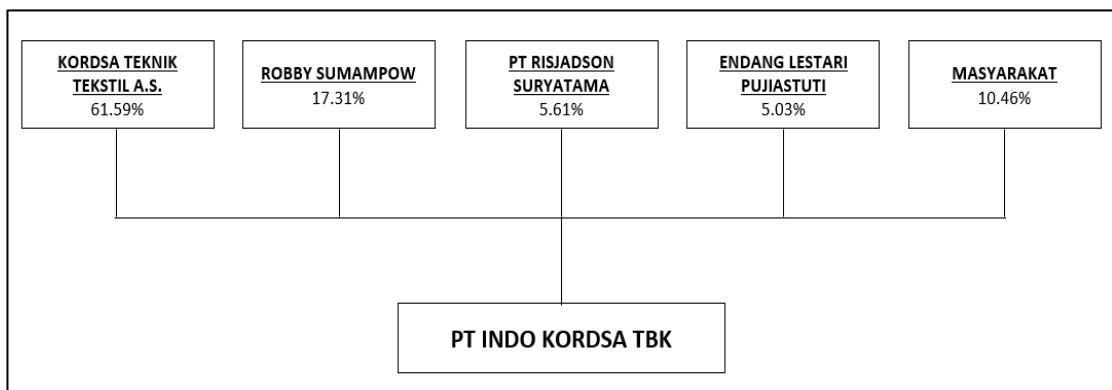 KORDSA TEKNIK
TEKSTIL A.S.
61.59%
ROBBY SUMAMPOW
17.31%
PT RISJADSON
SURYATAMA
5.61%
ENDANG LESTARI
PUJIASTUTI
5.03%
MASYARAKAT
10.46%
PT INDO KORDSA TBK